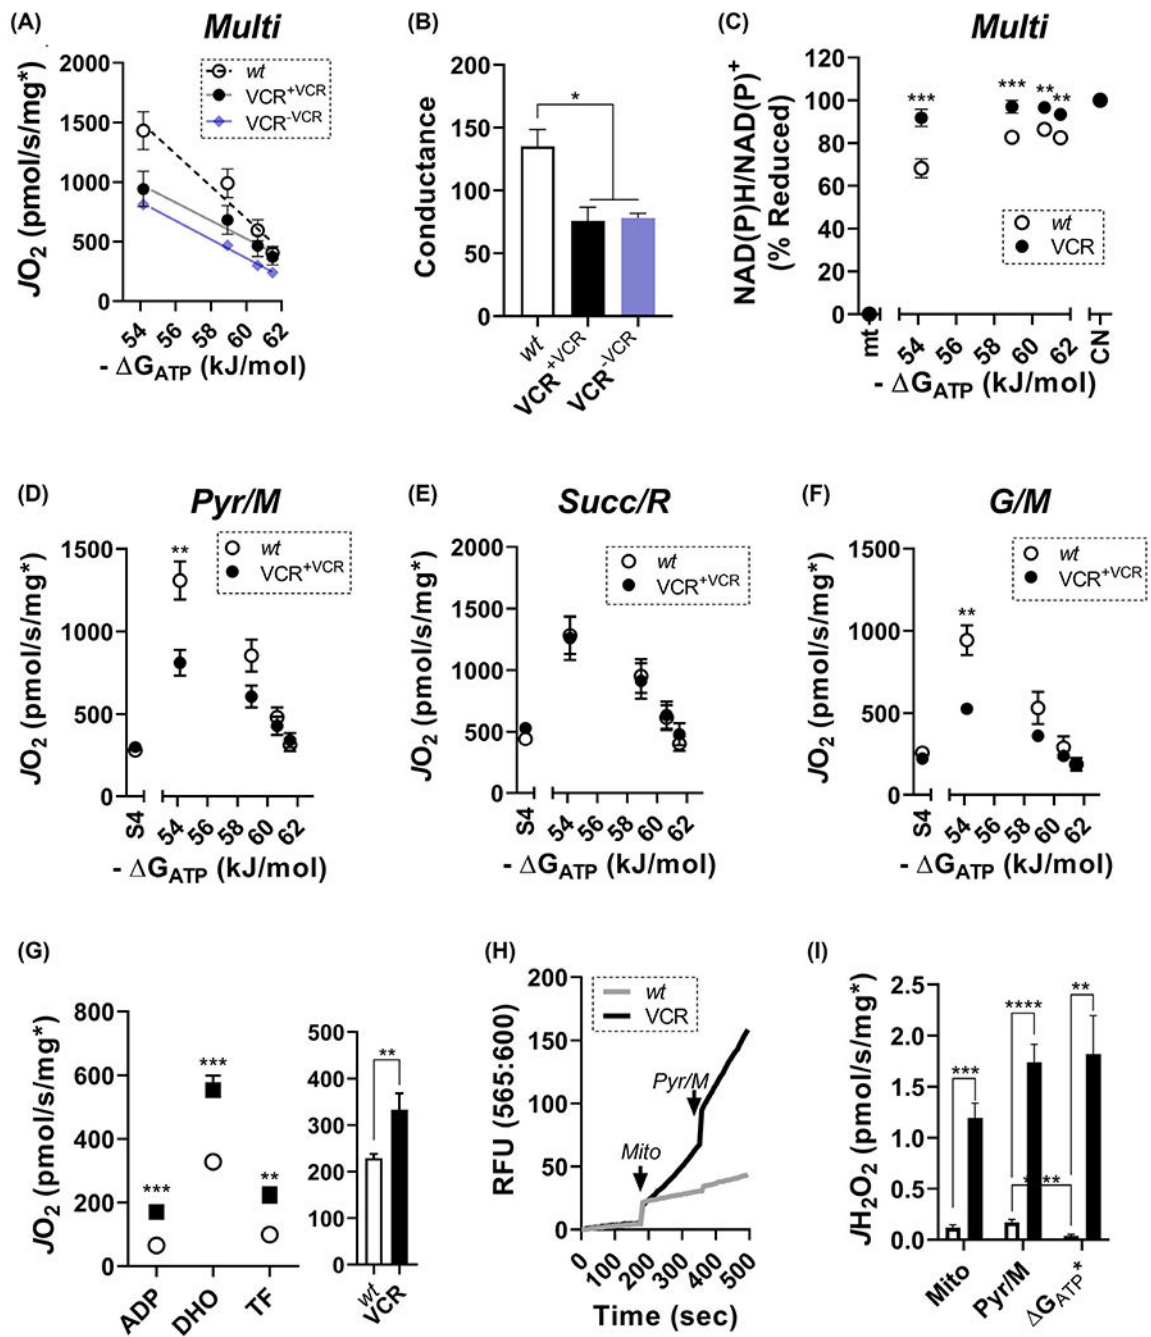 (A)
Multi
JO2 (pmol/s/mg*)
2000
1500
1000
500
0
wt
VCR+VCR
VCR-VCR
54
56
58
60
62
- ΔGATP (kJ/mol)
(B)
Conductance
200
150
100
50
0
*
wt
VCR+VCR
VCR-VCR
(C)
Multi
NAD(P)H/NAD(P)+
(% Reduced)
120
100
80
60
40
20
0
***
***
**
**
wt
VCR
mt
54
56
58
60
62
CN
- ΔGATP (kJ/mol)
(D)
Pyr/M
JO2 (pmol/s/mg*)
1500
1000
500
0
**
wt
VCR+VCR
S4
54
56
58
60
62
- ΔGATP (kJ/mol)
(E)
Succ/R
JO2 (pmol/s/mg*)
2000
1500
1000
500
0
wt
VCR+VCR
S4
54
56
58
60
62
- ΔGATP (kJ/mol)
(F)
G/M
JO2 (pmol/s/mg*)
1500
1000
500
0
**
wt
VCR+VCR
S4
54
56
58
60
62
- ΔGATP (kJ/mol)
(G)
JO2 (pmol/s/mg*)
800
600
400
200
0
***
***
**
ADP
DHO
TF
500
400
300
200
100
0
**
wt
VCR
(H)
RFU (565:600)
200
150
100
50
0
wt
VCR
Mito
Pyr/M
0
100
200
300
400
500
Time (sec)
(I)
JH2O2 (pmol/s/mg*)
2.5
2.0
1.5
1.0
0.5
0.0
***
****
**
Mito
Pyr/M
ΔGATP*